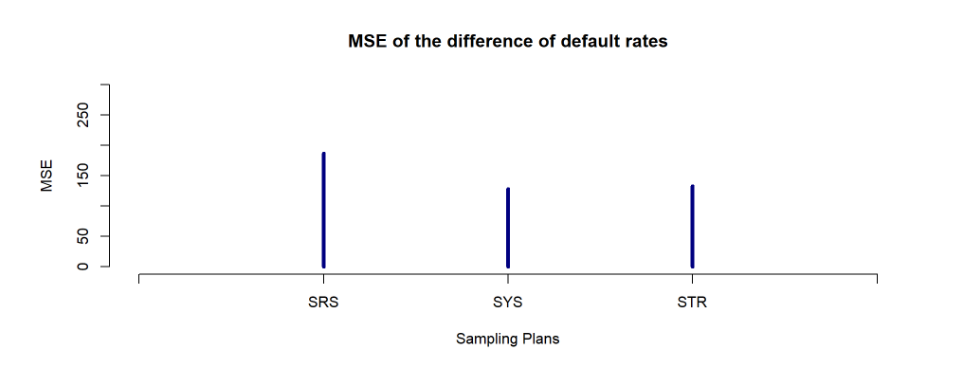 MSE of the difference of default rates
250
150
50
0
MSE
SRS SYS STR
Sampling Plans